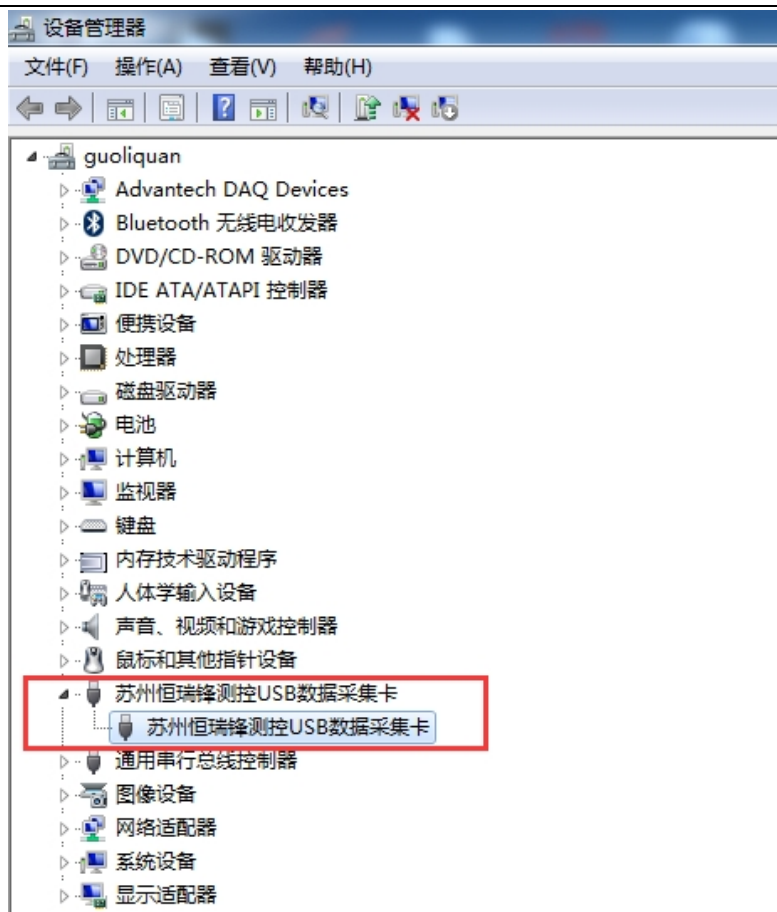 设备管理器
文件(F) 操作(A) 查看(V) 帮助(H)
guoliquan
Advantech DAQ Devices
Bluetooth 无线电收发器
DVD/CD-ROM 驱动器
IDE ATA/ATAPI 控制器
便携设备
处理器
磁盘驱动器
电池
计算机
监视器
键盘
内存技术驱动程序
人体学输入设备
声音、视频和游戏控制器
鼠标和其他指针设备
苏州恒瑞锋测控USB数据采集卡
苏州恒瑞锋测控USB数据采集卡
通用串行总线控制器
图像设备
网络适配器
系统设备
显示适配器